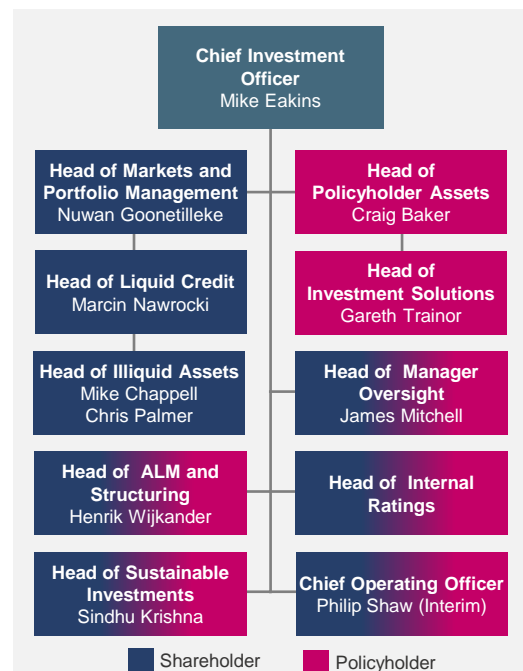 Chief Investment
Officer
Mike Eakins
Head of Markets and
Portfolio Management
Nuwan Goonetilleke
Head of
Policyholder Assets
Craig Baker
Head of Liquid Credit
Marcin Nawrocki
Head of
Investment Solutions
Gareth Trainor
Head of Illiquid Assets
Mike Chappell
Chris Palmer
Head of Manager
Oversight
James Mitchell
Head of ALM and
Structuring
Henrik Wijkander
Head of Internal
Ratings
Head of Sustainable
Investments
Sindhu Krishna
Chief Operating Officer
Philip Shaw (Interim)
Shareholder
Policyholder